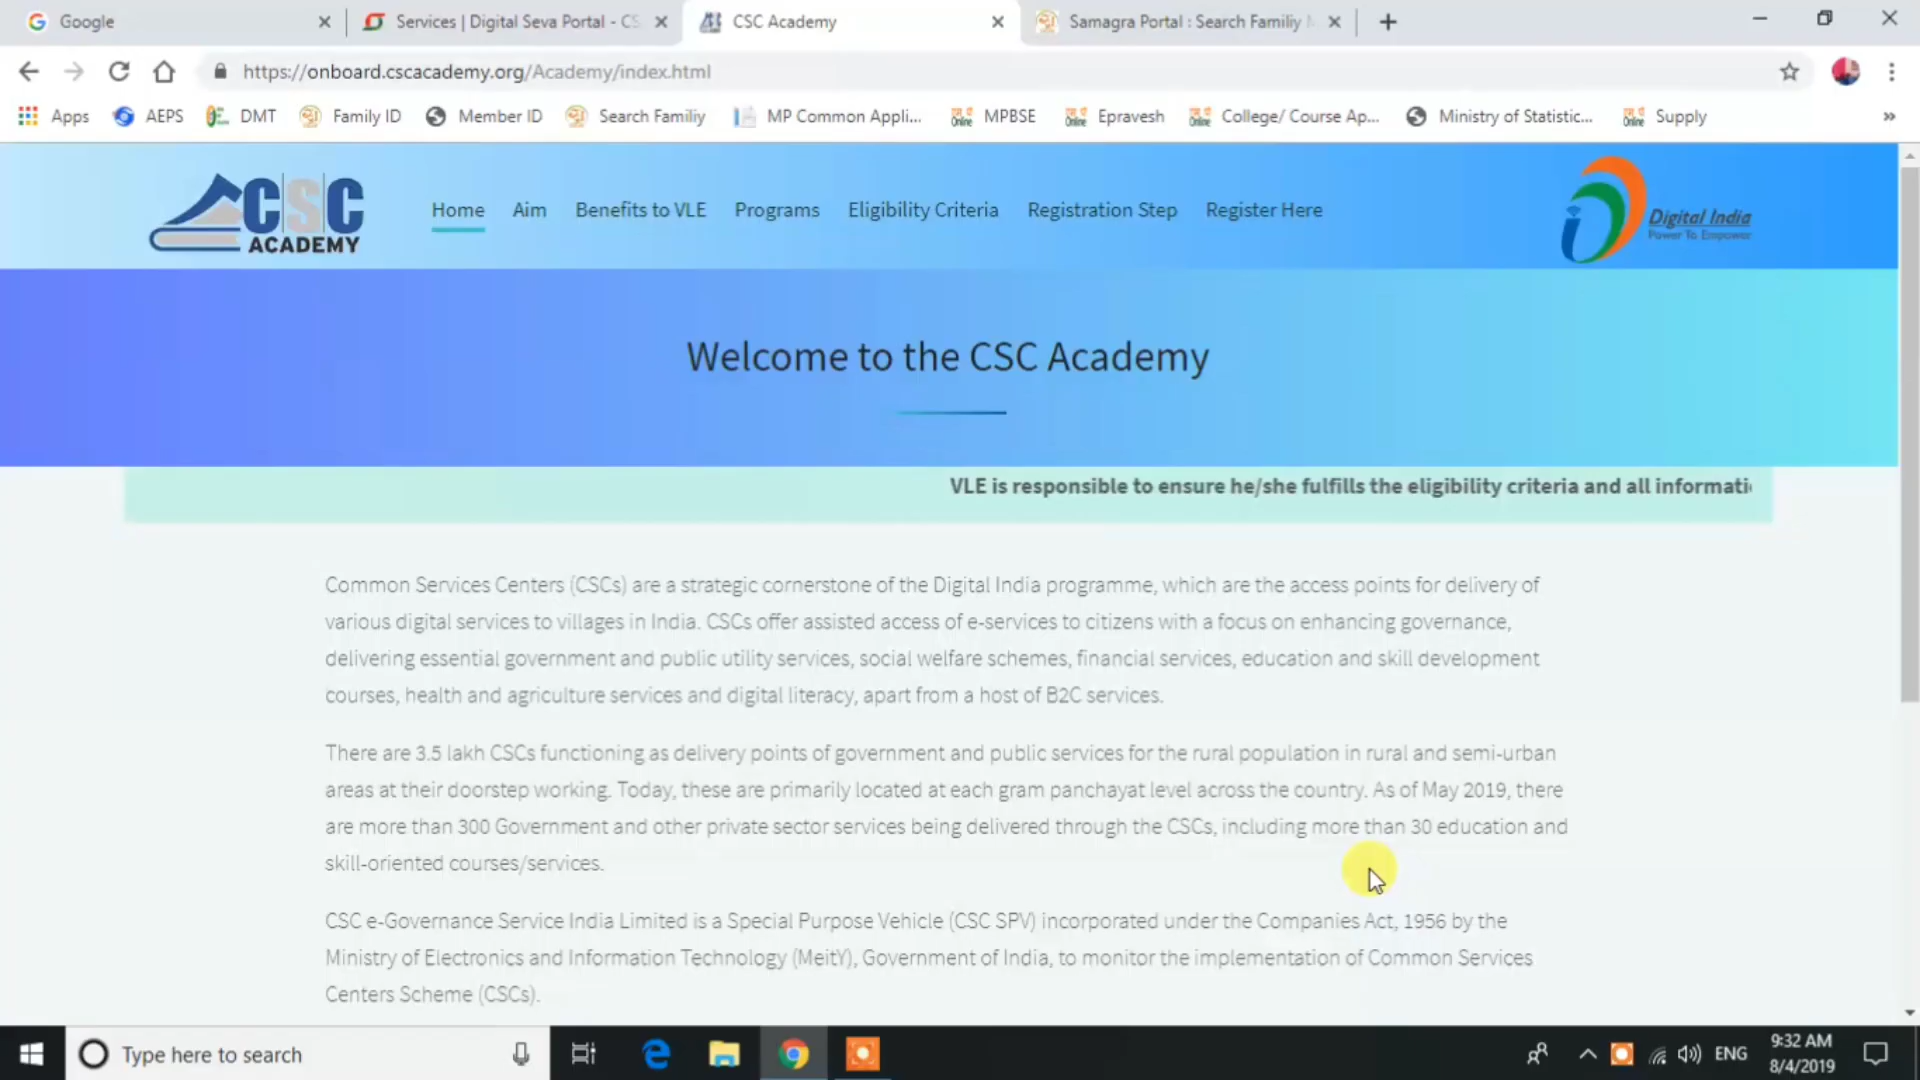 Google
Services | Digital Seva Portal - CS
CSC Academy
Samagra Portal : Search Familiy
https://onboard.cscacademy.org/Academy/index.html
Apps
AEPS
DMT
Family ID
Member ID
Search Familiy
MP Common Appli...
MPBSE
Epravesh
College/ Course Ap...
Ministry of Statistic...
Supply
CSC
ACADEMY
Home
Aim
Benefits to VLE
Programs
Eligibility Criteria
Registration Step
Register Here
Digital India
Power To Empower
Welcome to the CSC Academy
VLE is responsible to ensure he/she fulfills the eligibility criteria and all informati
Common Services Centers (CSCs) are a strategic cornerstone of the Digital India programme, which are the access points for delivery of
various digital services to villages in India. CSCs offer assisted access of e-services to citizens with a focus on enhancing governance,
delivering essential government and public utility services, social welfare schemes, financial services, education and skill development
courses, health and agriculture services and digital literacy, apart from a host of B2C services.
There are 3.5 lakh CSCs functioning as delivery points of government and public services for the rural population in rural and semi-urban
areas at their doorstep working. Today, these are primarily located at each gram panchayat level across the country. As of May 2019, there
are more than 300 Government and other private sector services being delivered through the CSCs, including more than 30 education and
skill-oriented courses/services.
CSC e-Governance Service India Limited is a Special Purpose Vehicle (CSC SPV) incorporated under the Companies Act, 1956 by the
Ministry of Electronics and Information Technology (MeitY), Government of India, to monitor the implementation of Common Services
Centers Scheme (CSCs).
Type here to search
ENG
9:32 AM
8/4/2019